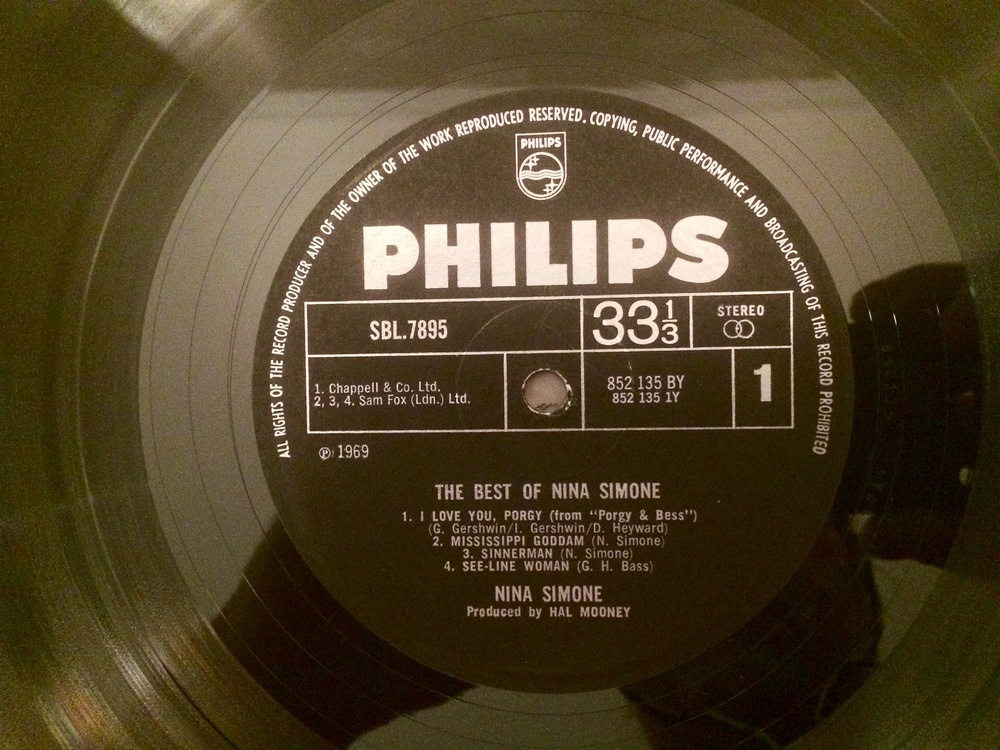 ALL RIGHTS OF THE RECORD PRODUCER AND OF THE OWNER OF THE WORK REPRODUCED RESERVED. COPYING, PUBLIC PERFORMANCE AND BROADCASTING OF THIS RECORD PROHIBITED
PHILIPS
PHILIPS
SBL.7895
33 1/3
STEREO
1. Chappell & Co. Ltd.
2, 3, 4. Sam Fox (Ldn.) Ltd.
852 135 BY
852 135 1Y
1
℗ 1969
THE BEST OF NINA SIMONE
1. I LOVE YOU, PORGY (from “Porgy & Bess”)
(G. Gershwin/I. Gershwin/D. Heyward)
2. MISSISSIPPI GODDAM (N. Simone)
3. SINNERMAN (N. Simone)
4. SEE-LINE WOMAN (G. H. Bass)
NINA SIMONE
Produced by HAL MOONEY